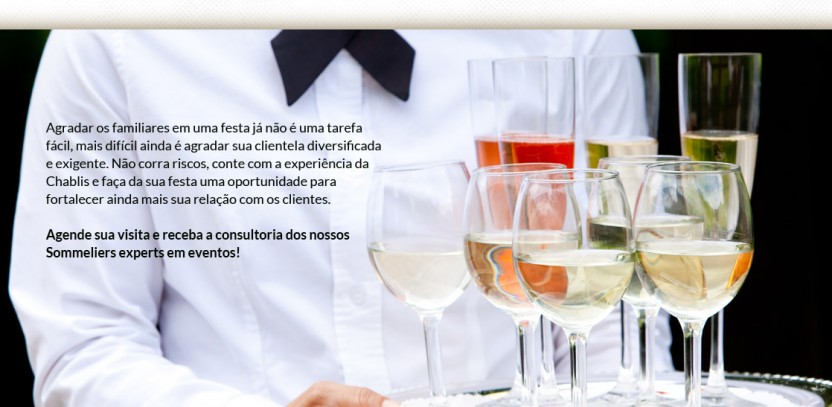 Agradar os familiares em uma festa já não é uma tarefa
fácil, mais difícil ainda é agradar sua clientela diversificada
e exigente. Não corra riscos, conte com a experiência da
Chablis e faça da sua festa uma oportunidade para
fortalecer ainda mais sua relação com os clientes.
Agende sua visita e receba a consultoria dos nossos
Sommeliers experts em eventos!